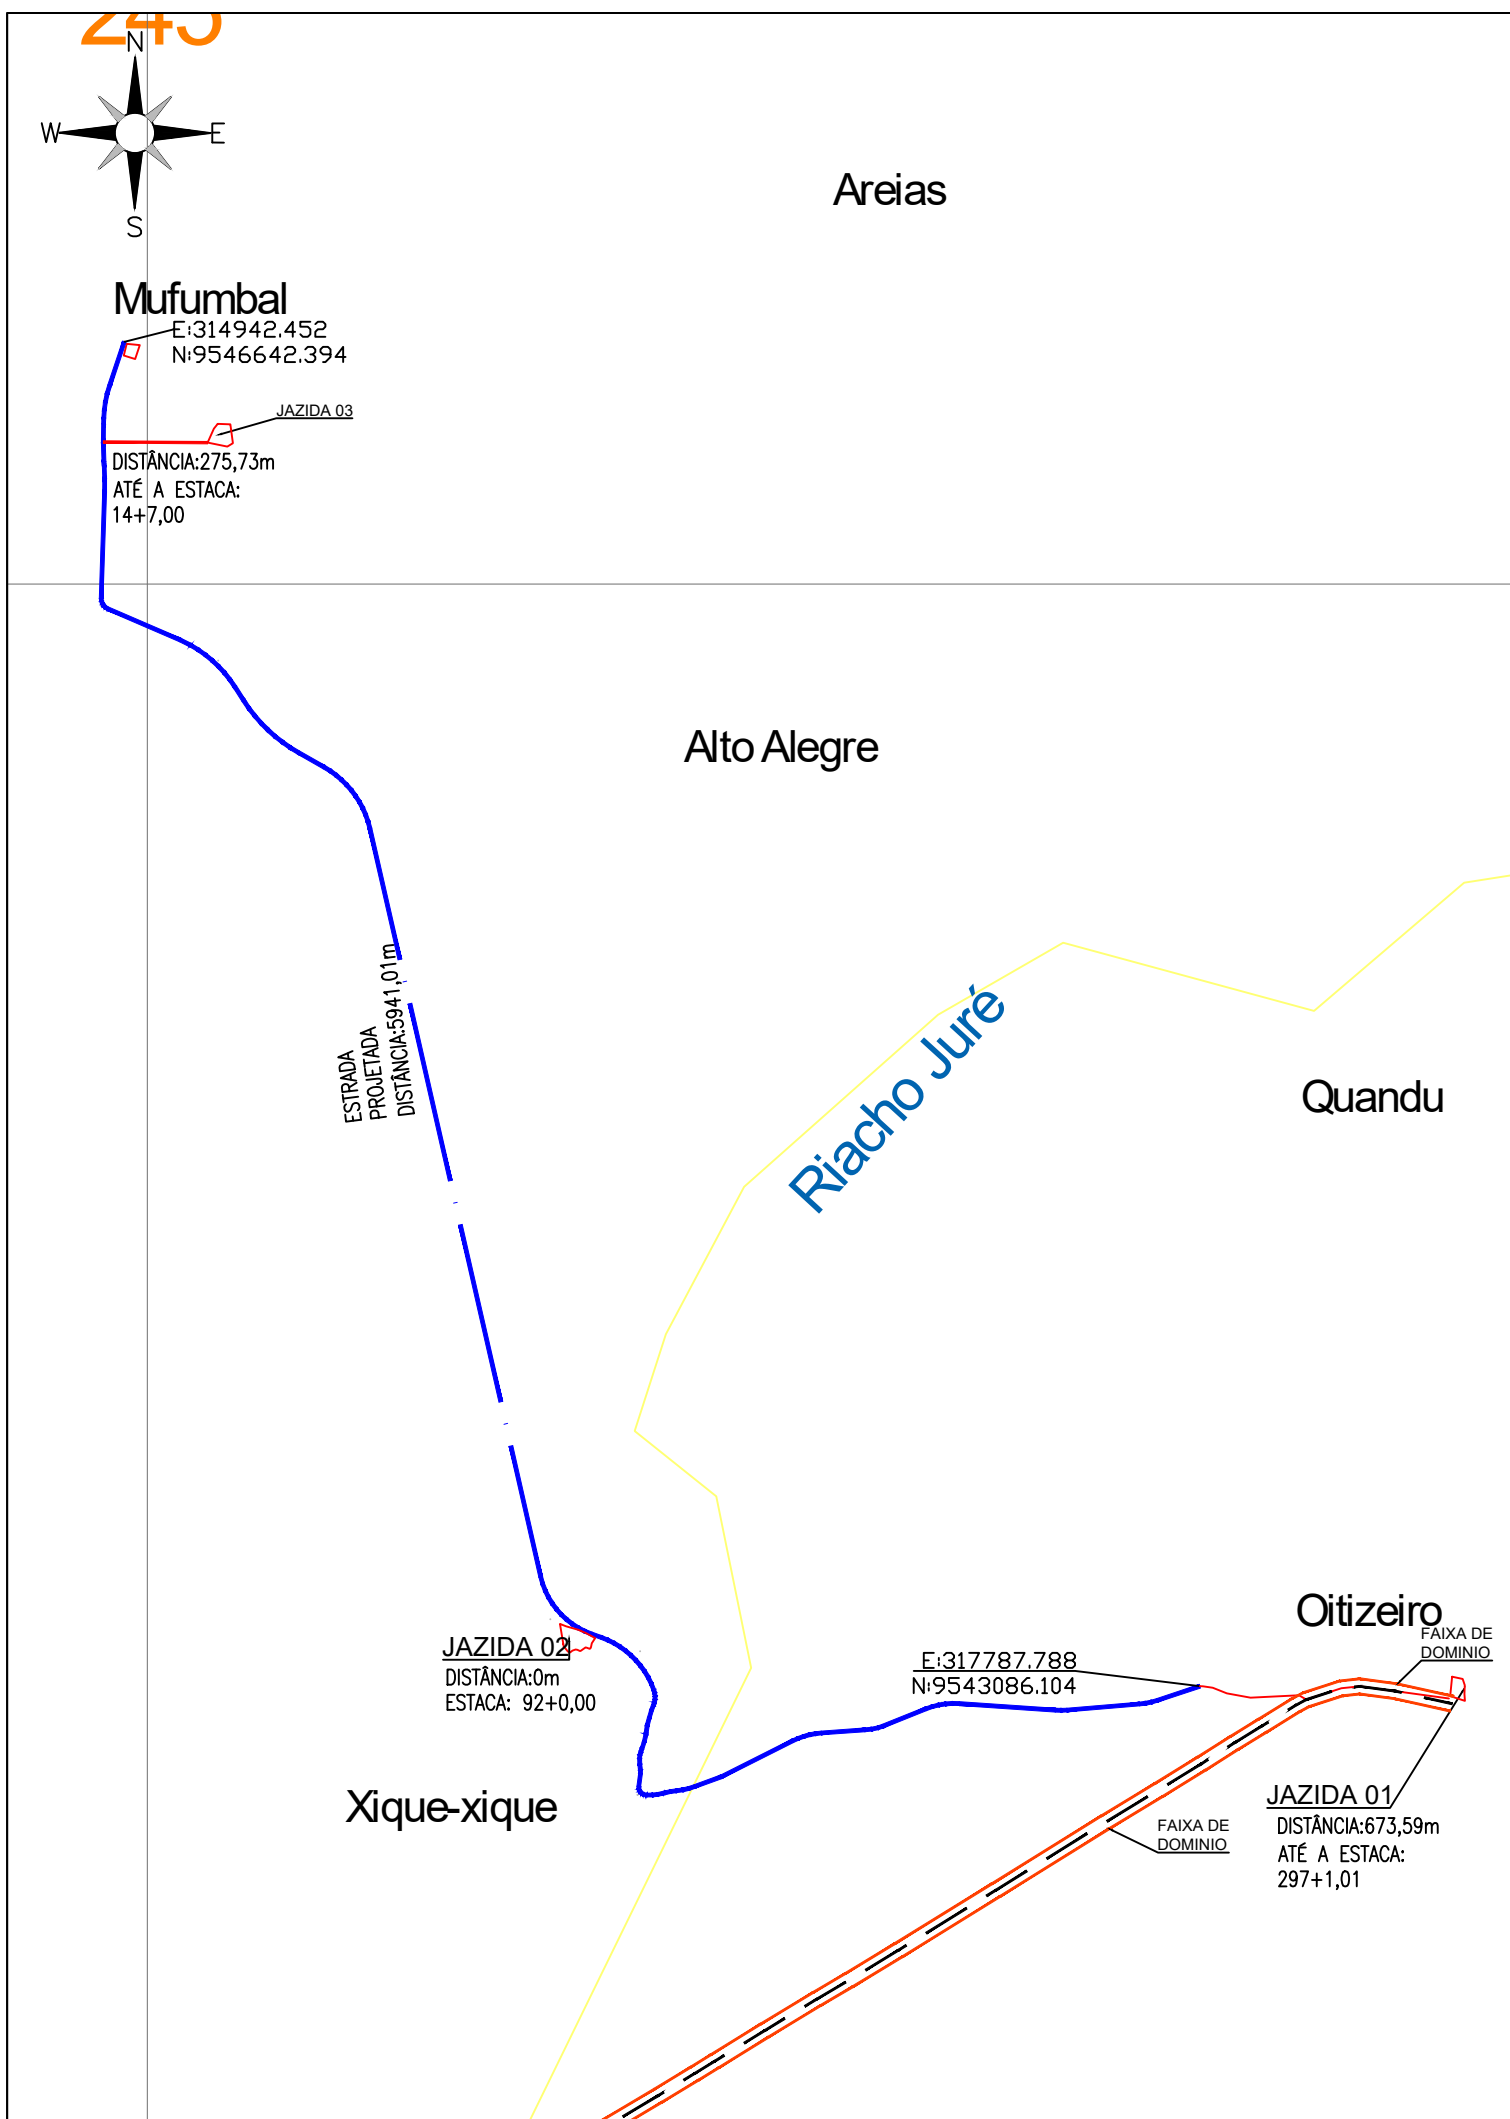 245
N
W
E
S
Areias
Mufumbal
E:314942.452
N:9546642.394
JAZIDA 03
DISTÂNCIA:275,73m
ATÉ A ESTACA:
14+7,00
Alto Alegre
ESTRADA
PROJETADA
DISTÂNCIA:5941,01m
Riacho Juré
Quandu
Oitizeiro
FAIXA DE
DOMINIO
JAZIDA 02
DISTÂNCIA:0m
ESTACA: 92+0,00
E:317787.788
N:9543086.104
Xique-xique
JAZIDA 01
DISTÂNCIA:673,59m
ATÉ A ESTACA:
297+1,01
FAIXA DE
DOMINIO